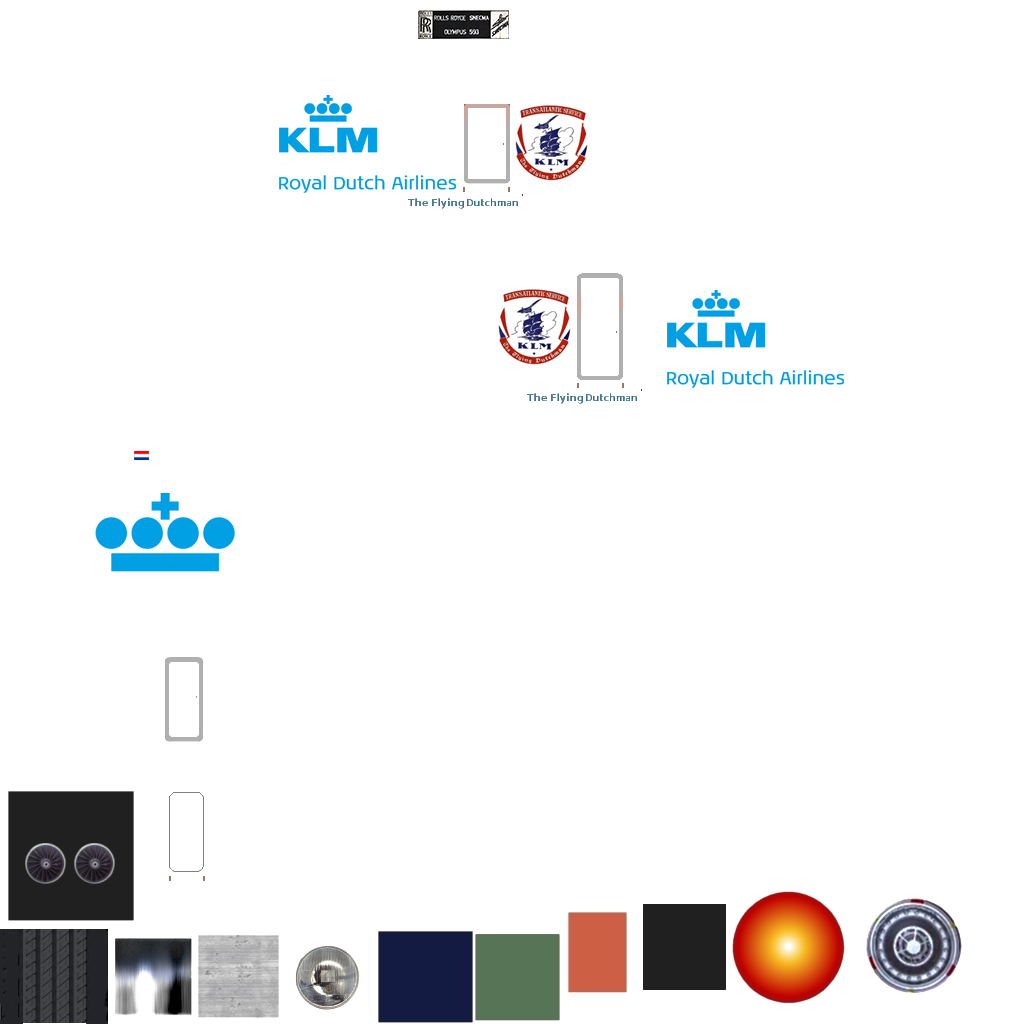 ROLLS ROYCE SNECMA
OLYMPUS 593
KLM
Royal Dutch Airlines
TRANSATLANTIC SERVICE
KLM
The Flying Dutchman
The Flying Dutchman
TRANSATLANTIC SERVICE
KLM
The Flying Dutchman
KLM
Royal Dutch Airlines
The Flying Dutchman